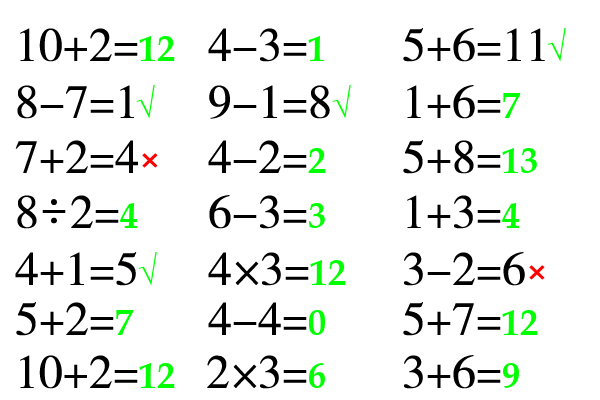 10+2=12 4−3=1 5+6=11√
8−7=1√ 9−1=8√ 1+6=7
7+2=4× 4−2=2 5+8=13
8÷2=4 6−3=3 1+3=4
4+1=5√ 4×3=12 3−2=6×
5+2=7 4−4=0 5+7=12
10+2=12 2×3=6 3+6=9